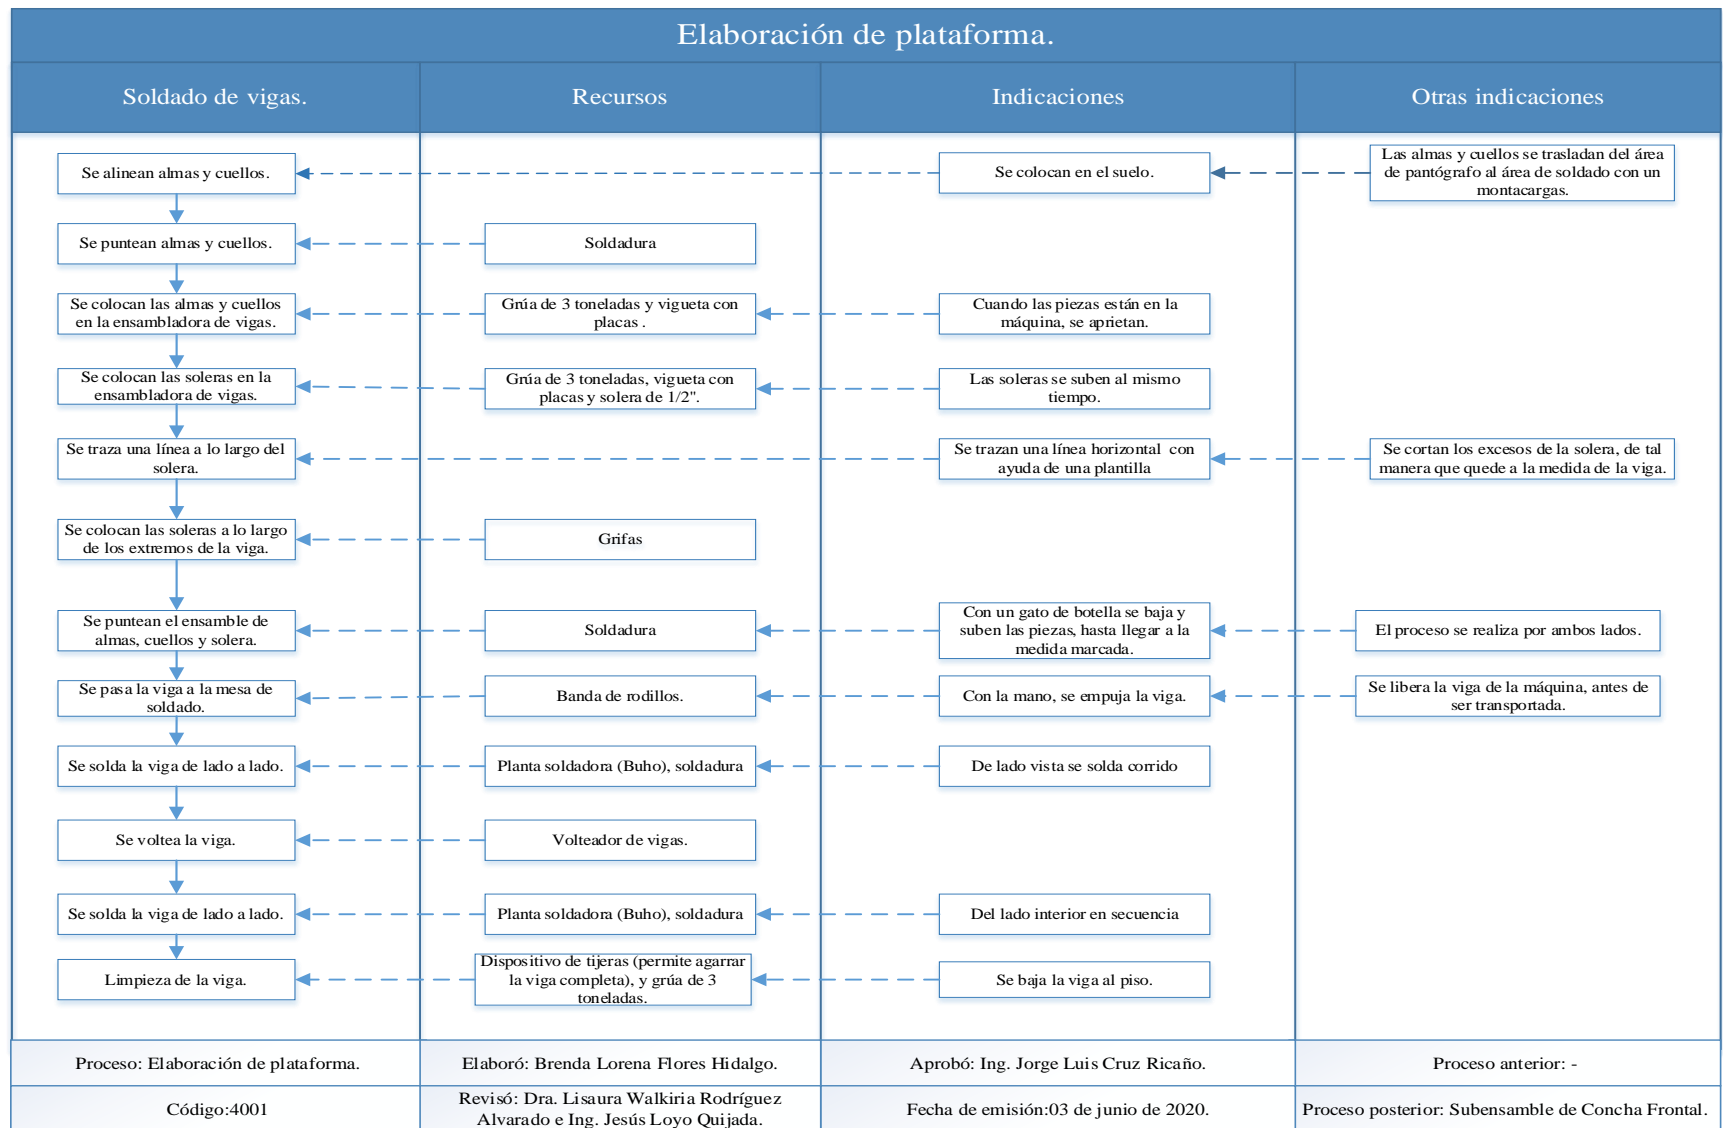 Elaboración de plataforma.
Soldado de vigas.
Recursos
Indicaciones
Otras indicaciones
Se alinean almas y cuellos.
Se colocan en el suelo.
Las almas y cuellos se trasladan del área
de pantógrafo al área de soldado con un
montacargas.
Se puntean almas y cuellos.
Soldadura
Se colocan las almas y cuellos
en la ensambladora de vigas.
Grúa de 3 toneladas y vigueta con
placas .
Cuando las piezas están en la
máquina, se aprietan.
Se colocan las soleras en la
ensambladora de vigas.
Grúa de 3 toneladas, vigueta con
placas y solera de 1/2".
Las soleras se suben al mismo
tiempo.
Se traza una línea a lo largo del
solera.
Se trazan una línea horizontal con
ayuda de una plantilla
Se cortan los excesos de la solera, de tal
manera que quede a la medida de la viga.
Se colocan las soleras a lo largo
de los extremos de la viga.
Grifas
Se puntean el ensamble de
almas, cuellos y solera.
Soldadura
Con un gato de botella se baja y
suben las piezas, hasta llegar a la
medida marcada.
El proceso se realiza por ambos lados.
Se pasa la viga a la mesa de
soldado.
Banda de rodillos.
Con la mano, se empuja la viga.
Se libera la viga de la máquina, antes de
ser transportada.
Se solda la viga de lado a lado.
Planta soldadora (Buho), soldadura
De lado vista se solda corrido
Se voltea la viga.
Volteador de vigas.
Se solda la viga de lado a lado.
Planta soldadora (Buho), soldadura
Del lado interior en secuencia
Limpieza de la viga.
Dispositivo de tijeras (permite agarrar
la viga completa), y grúa de 3
toneladas.
Se baja la viga al piso.
Proceso: Elaboración de plataforma.
Elaboró: Brenda Lorena Flores Hidalgo.
Aprobó: Ing. Jorge Luis Cruz Ricaño.
Proceso anterior: -
Código:4001
Revisó: Dra. Lisaura Walkiria Rodríguez
Alvarado e Ing. Jesús Loyo Quijada.
Fecha de emisión:03 de junio de 2020.
Proceso posterior: Subensamble de Concha Frontal.